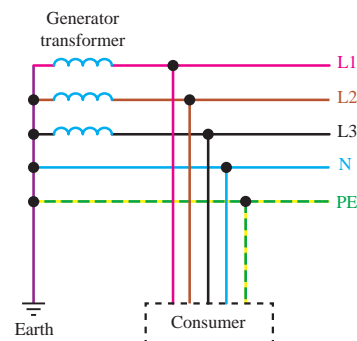 Generator
transformer
L1
L2
L3
N
PE
Earth
Consumer